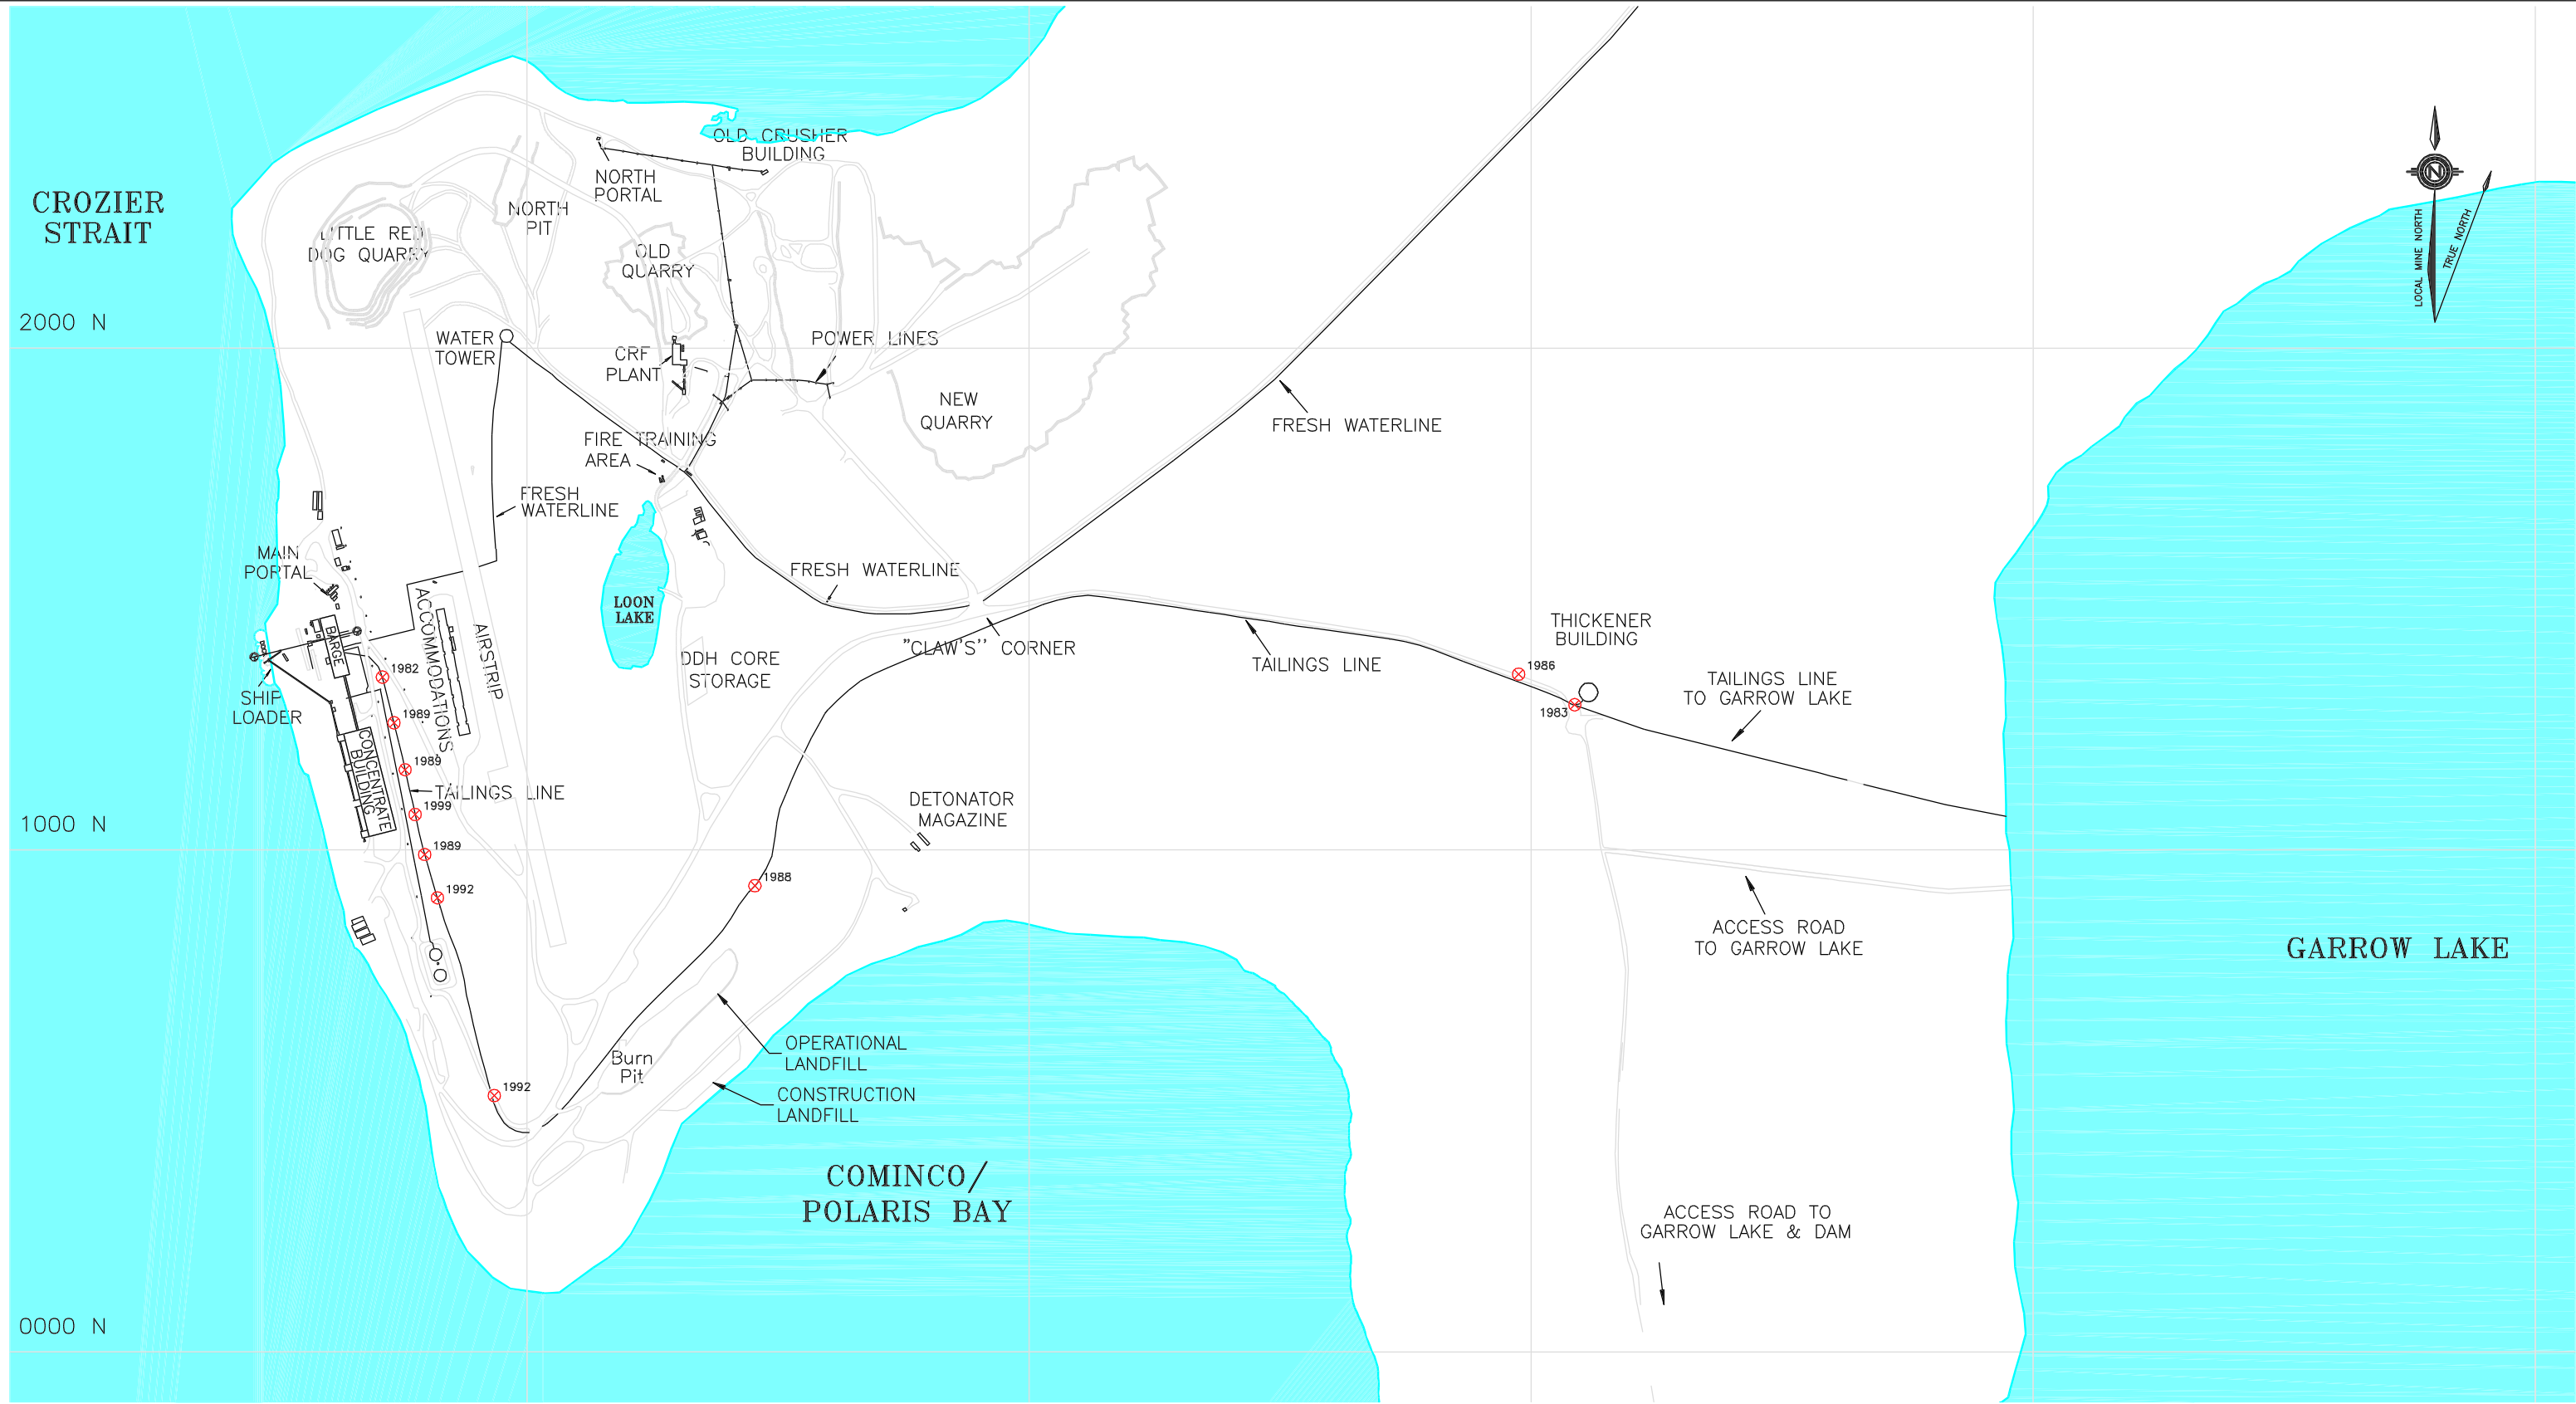 CROZIER
STRAIT
2000 N
1000 N
0000 N
OLD CRUSHER
BUILDING
NORTH
PORTAL
NORTH
PIT
LITTLE RED
DOG QUARRY
OLD
QUARRY
WATER
TOWER
CRF
PLANT
POWER LINES
NEW
QUARRY
FIRE TRAINING
AREA
FRESH
WATERLINE
FRESH WATERLINE
FRESH WATERLINE
MAIN
PORTAL
LOON
LAKE
DOCK
BARGE
ACCOMMODATIONS
AIRSTRIP
SHIP
LOADER
CONCENTRATE
BUILDING
TAILINGS LINE
1982
1989
1989
1999
1989
1992
1992
1988
DDH CORE
STORAGE
"CLAW'S'' CORNER
TAILINGS LINE
THICKENER
BUILDING
1986
1983
TAILINGS LINE
TO GARROW LAKE
DETONATOR
MAGAZINE
ACCESS ROAD
TO GARROW LAKE
GARROW LAKE
OPERATIONAL
LANDFILL
Burn
Pit
CONSTRUCTION
LANDFILL
COMINCO/
POLARIS BAY
ACCESS ROAD TO
GARROW LAKE & DAM
N
LOCAL MINE NORTH
TRUE NORTH